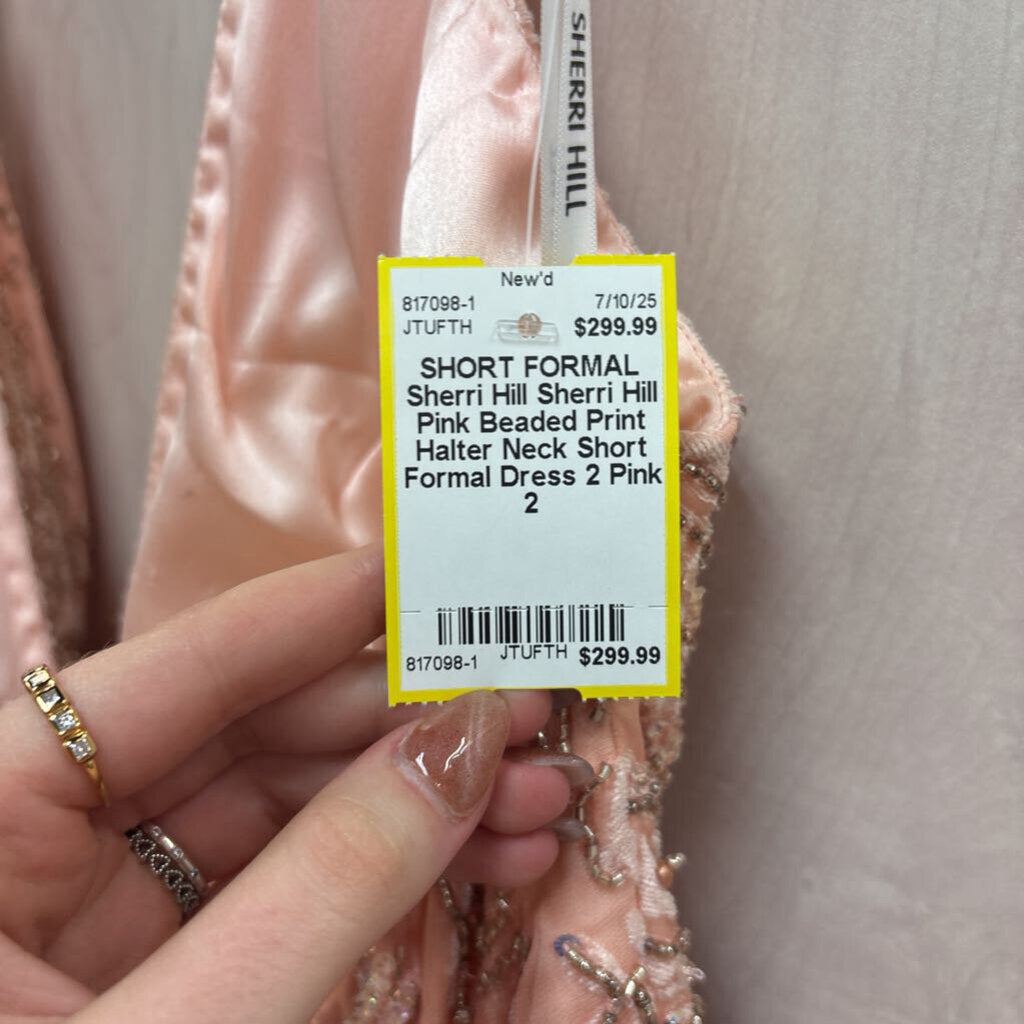 SHERRI HILL
New'd
817098-1 7/10/25
JTUFTH $299.99
SHORT FORMAL
Sherri Hill Sherri Hill
Pink Beaded Print
Halter Neck Short
Formal Dress 2 Pink
2
817098-1 JTUFTH $299.99